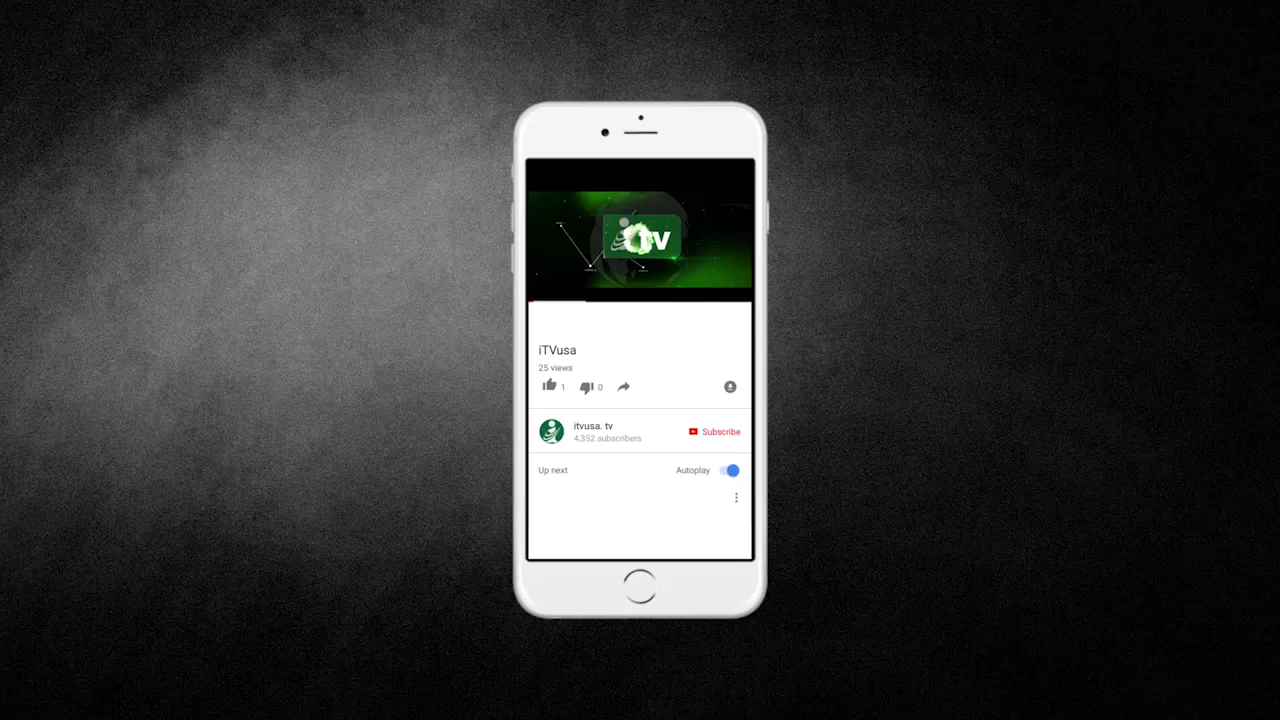 itv
iTVusa
25 views
1 0
itvusa. tv
4,352 subscribers
Subscribe
Up next
Autoplay